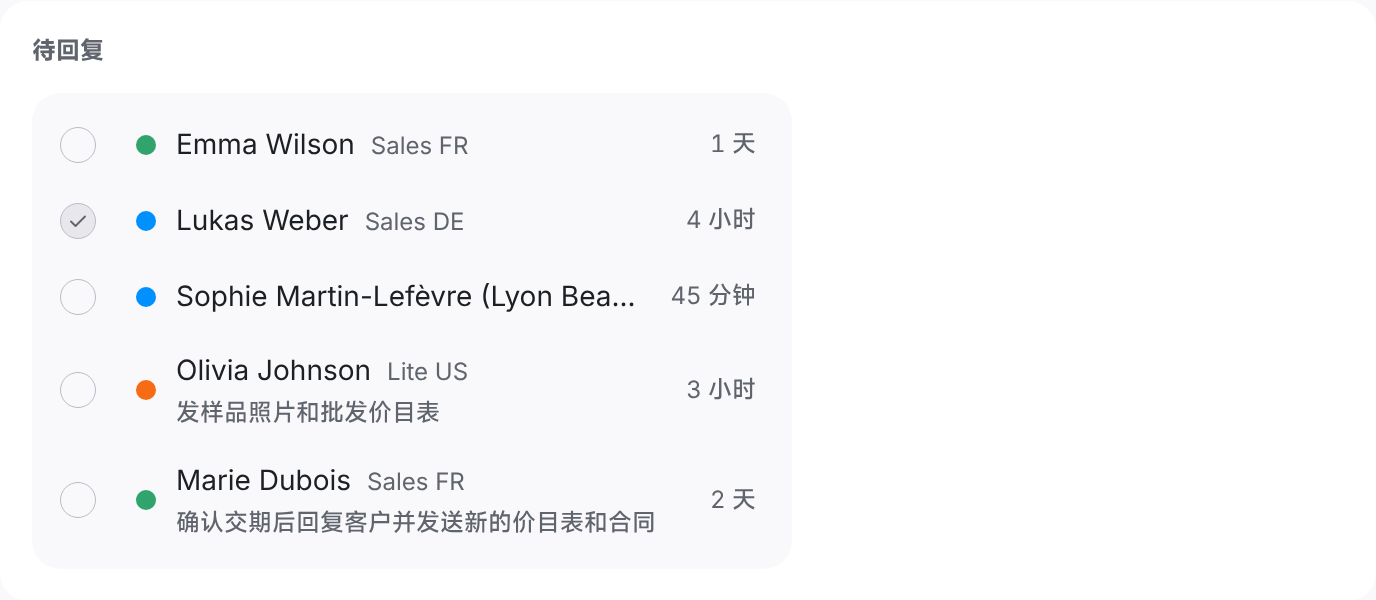 待回复
Emma Wilson Sales FR 1 天
Lukas Weber Sales DE 4 小时
Sophie Martin-Lefèvre (Lyon Bea... 45 分钟
Olivia Johnson Lite US 3 小时
发样品照片和批发价目表
Marie Dubois Sales FR 2 天
确认交期后回复客户并发送新的价目表和合同